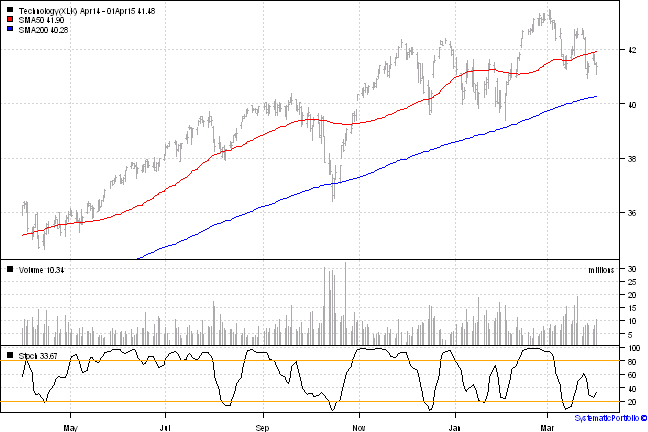 Technology(XLK) Apr14 - 01Apr15 41.48
SMA50 41.90
SMA200 40.28
42
40
38
36
Volume 10.34
millions
30
25
20
15
10
5
Stoch 33.67
100
80
60
40
20
May
Jul
Sep
Nov
Jan
Mar
SystematicPortfolio ©